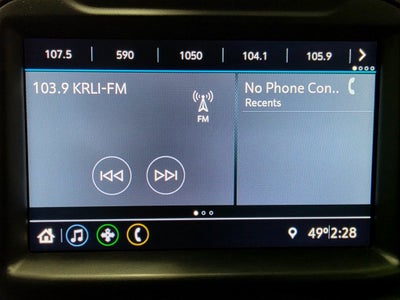 107.5 590 1050 104.1 105.9
103.9 KRLI-FM
FM
No Phone Con..
Recents
49° 2:28